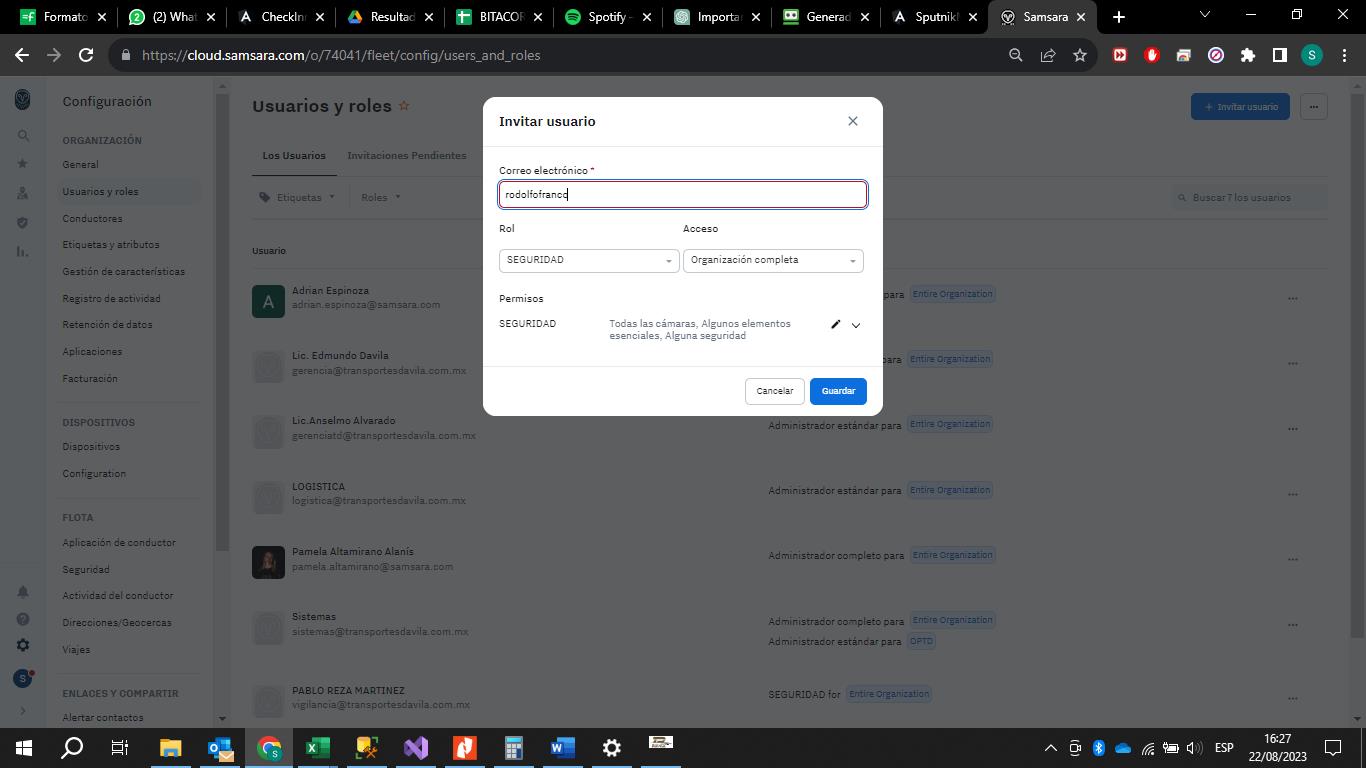 Formato
(2) What
CheckInn
Resultad
BITACOR
Spotify -
Importan
Generad
SputnikM
Samsara
https://cloud.samsara.com/o/74041/fleet/config/users_and_roles
S
Configuración
ORGANIZACIÓN
General
Usuarios y roles
Conductores
Etiquetas y atributos
Gestión de características
Registro de actividad
Retención de datos
Aplicaciones
Facturación
DISPOSITIVOS
Dispositivos
Configuration
FLOTA
Aplicación de conductor
Seguridad
Actividad del conductor
Direcciones/Geocercas
Viajes
ENLACES Y COMPARTIR
Alertar contactos
S
Usuarios y roles
+ Invitar usuario
...
Los Usuarios
Invitaciones Pendientes
Etiquetas
Roles
Buscar 7 los usuarios
Usuario
A
Adrian Espinoza
adrian.espinoza@samsara.com
para Entire Organization
...
Lic. Edmundo Davila
gerencia@transportesdavila.com.mx
para Entire Organization
...
Lic.Anselmo Alvarado
gerenciatd@transportesdavila.com.mx
Administrador estándar para Entire Organization
...
LOGISTICA
logistica@transportesdavila.com.mx
Administrador estándar para Entire Organization
...
Pamela Altamirano Alanís
pamela.altamirano@samsara.com
Administrador completo para Entire Organization
...
Sistemas
sistemas@transportesdavila.com.mx
Administrador completo para Entire Organization
Administrador estándar para OPTD
...
PABLO REZA MARTINEZ
vigilancia@transportesdavila.com.mx
SEGURIDAD for Entire Organization
...
Invitar usuario
Correo electrónico *
rodolfofranco
Rol
Acceso
SEGURIDAD
Organización completa
Permisos
SEGURIDAD
Todas las cámaras, Algunos elementos
esenciales, Alguna seguridad
Cancelar
Guardar
ESP
16:27
22/08/2023